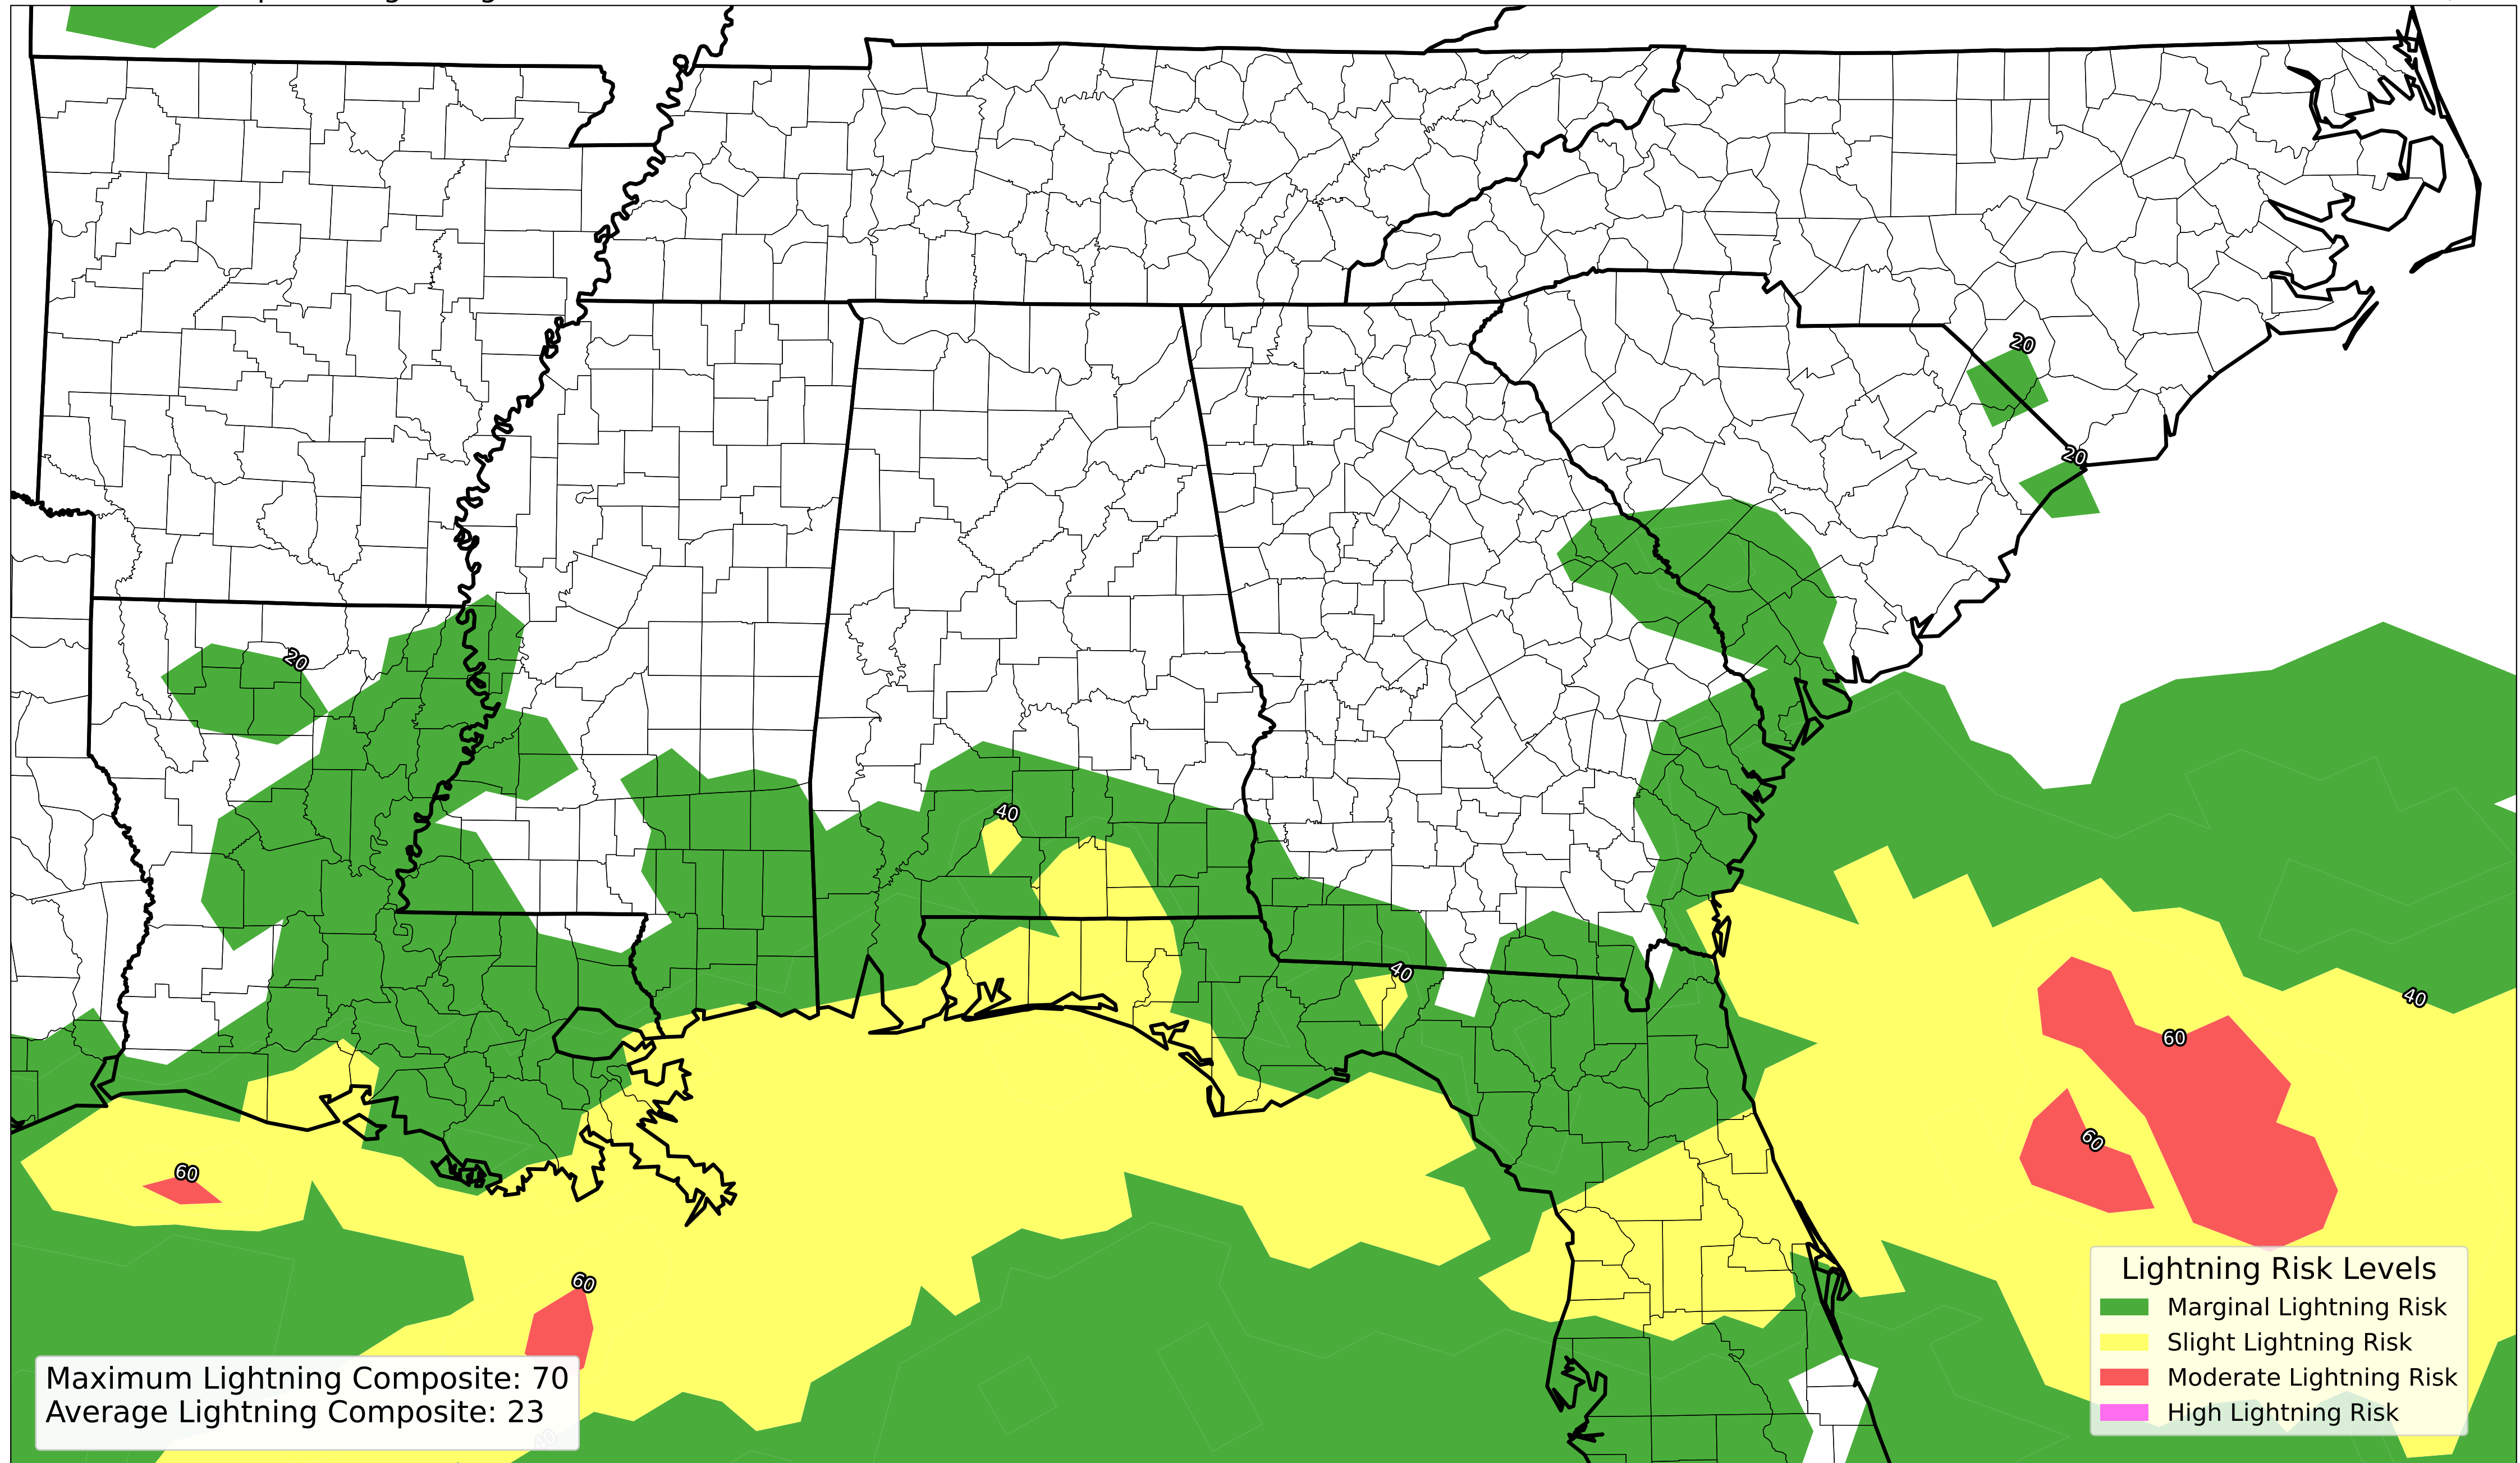 20
20
20
40
40
40
60
60
60
60
Lightning Risk Levels
Marginal Lightning Risk
Slight Lightning Risk
Moderate Lightning Risk
High Lightning Risk
Maximum Lightning Composite: 70
Average Lightning Composite: 23
40